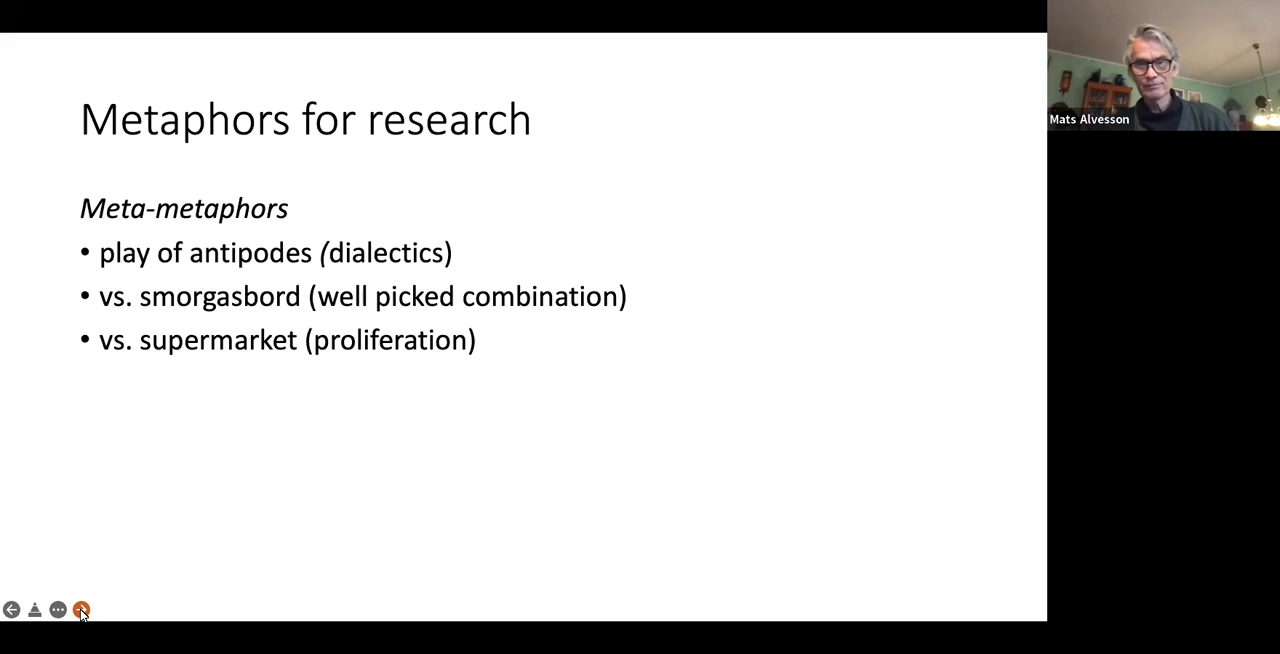 Metaphors for research
Meta-metaphors
• play of antipodes (dialectics)
• vs. smorgasbord (well picked combination)
• vs. supermarket (proliferation)
Mats Alvesson